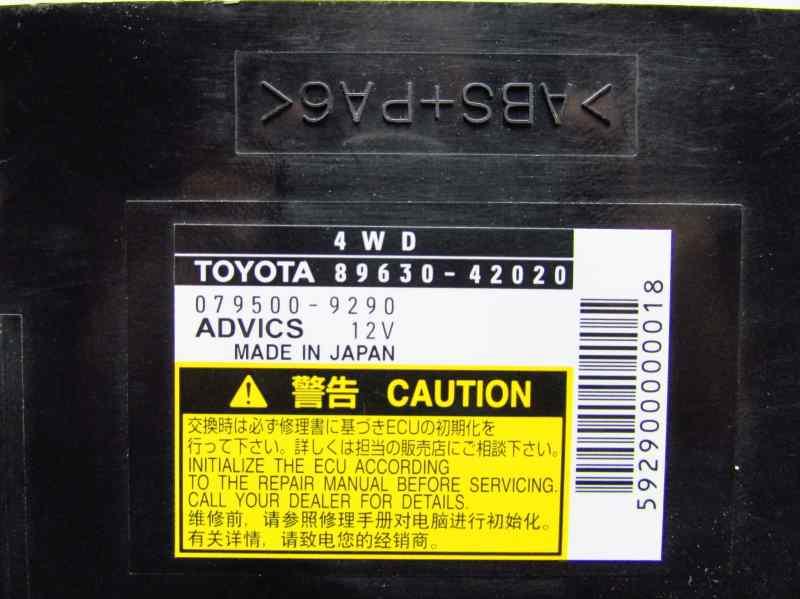 >ABS+PA6<
4WD
TOYOTA 89630-42020
079500-9290
ADVICS 12V
MADE IN JAPAN
警告 CAUTION
交換時は必ず修理書に基づきECUの初期化を
行って下さい。詳しくは担当の販売店にご相談下さい。
INITIALIZE THE ECU ACCORDING
TO THE REPAIR MANUAL BEFORE SERVICING.
CALL YOUR DEALER FOR DETAILS.
维修前，请参照修理手册对电脑进行初始化。
有关详情，请致电您的经销商。
592900000018